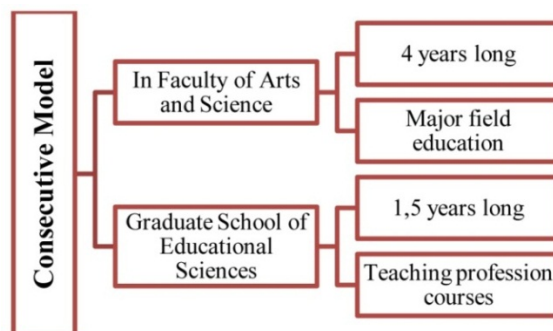 Consecutive Model
In Faculty of Arts
and Science
4 years long
Major field
education
Graduate School of
Educational
Sciences
1,5 years long
Teaching profession
courses